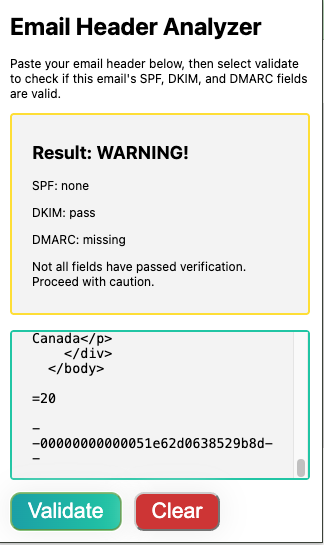 Email Header Analyzer
Paste your email header below, then select validate
to check if this email's SPF, DKIM, and DMARC fields
are valid.
Result: WARNING!
SPF: none
DKIM: pass
DMARC: missing
Not all fields have passed verification.
Proceed with caution.
Canada</p>
</div>
</body>
=20
-
-00000000000051e62d0638529b8d-
-
Validate Clear